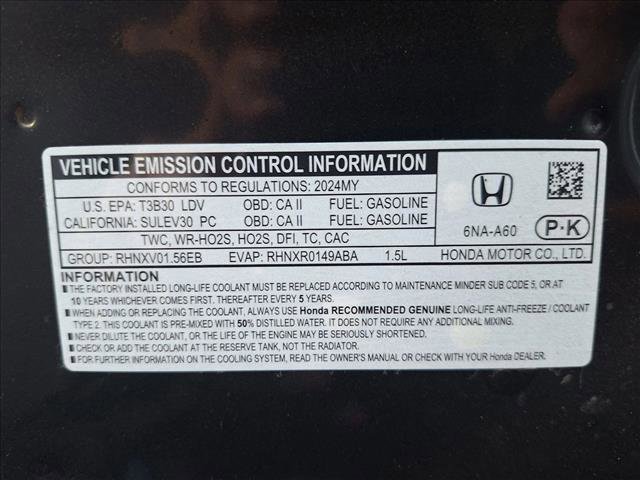 VEHICLE EMISSION CONTROL INFORMATION
CONFORMS TO REGULATIONS: 2024MY
U.S. EPA: T3B30 LDV OBD: CA II FUEL: GASOLINE
CALIFORNIA: SULEV30 PC OBD: CA II FUEL: GASOLINE
TWC, WR-HO2S, HO2S, DFI, TC, CAC
GROUP: RHNXV01.56EB EVAP: RHNXR0149ABA 1.5L
6NA-A60 P·K
HONDA MOTOR CO., LTD.
INFORMATION
THE FACTORY INSTALLED LONG-LIFE COOLANT MUST BE REPLACED ACCORDING TO MAINTENANCE MINDER SUB CODE 5, OR AT
10 YEARS WHICHEVER COMES FIRST. THEREAFTER EVERY 5 YEARS.
WHEN ADDING OR REPLACING THE COOLANT, ALWAYS USE Honda RECOMMENDED GENUINE LONG-LIFE ANTI-FREEZE / COOLANT
TYPE 2. THIS COOLANT IS PRE-MIXED WITH 50% DISTILLED WATER. IT DOES NOT REQUIRE ANY ADDITIONAL MIXING.
NEVER DILUTE THE COOLANT, OR THE LIFE OF THE ENGINE MAY BE SERIOUSLY SHORTENED.
CHECK OR ADD THE COOLANT AT THE RESERVE TANK, NOT THE RADIATOR.
FOR FURTHER INFORMATION ON THE COOLING SYSTEM, READ THE OWNER'S MANUAL OR CHECK WITH YOUR Honda DEALER.